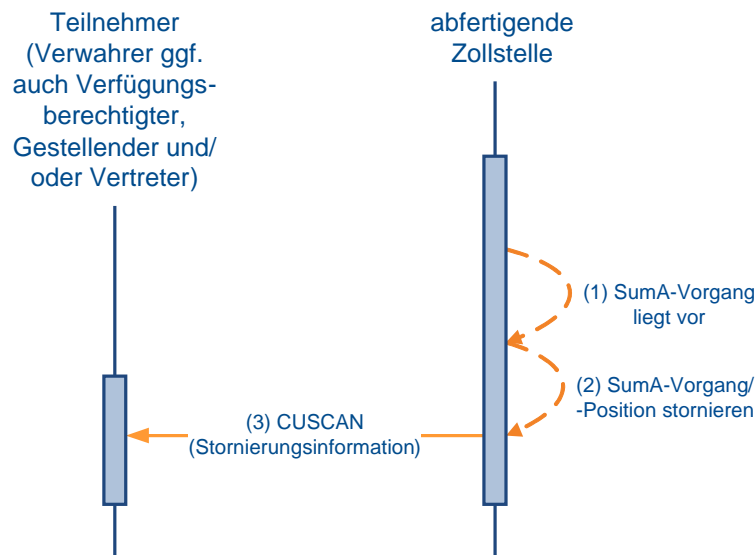 Teilnehmer
(Verwahrer ggf.
auch Verfügungs-
berechtigter,
Gestellender und/
oder Vertreter)
abfertigende
Zollstelle
(1) SumA-Vorgang
liegt vor
(2) SumA-Vorgang/
-Position stornieren
(3) CUSCAN
(Stornierungsinformation)